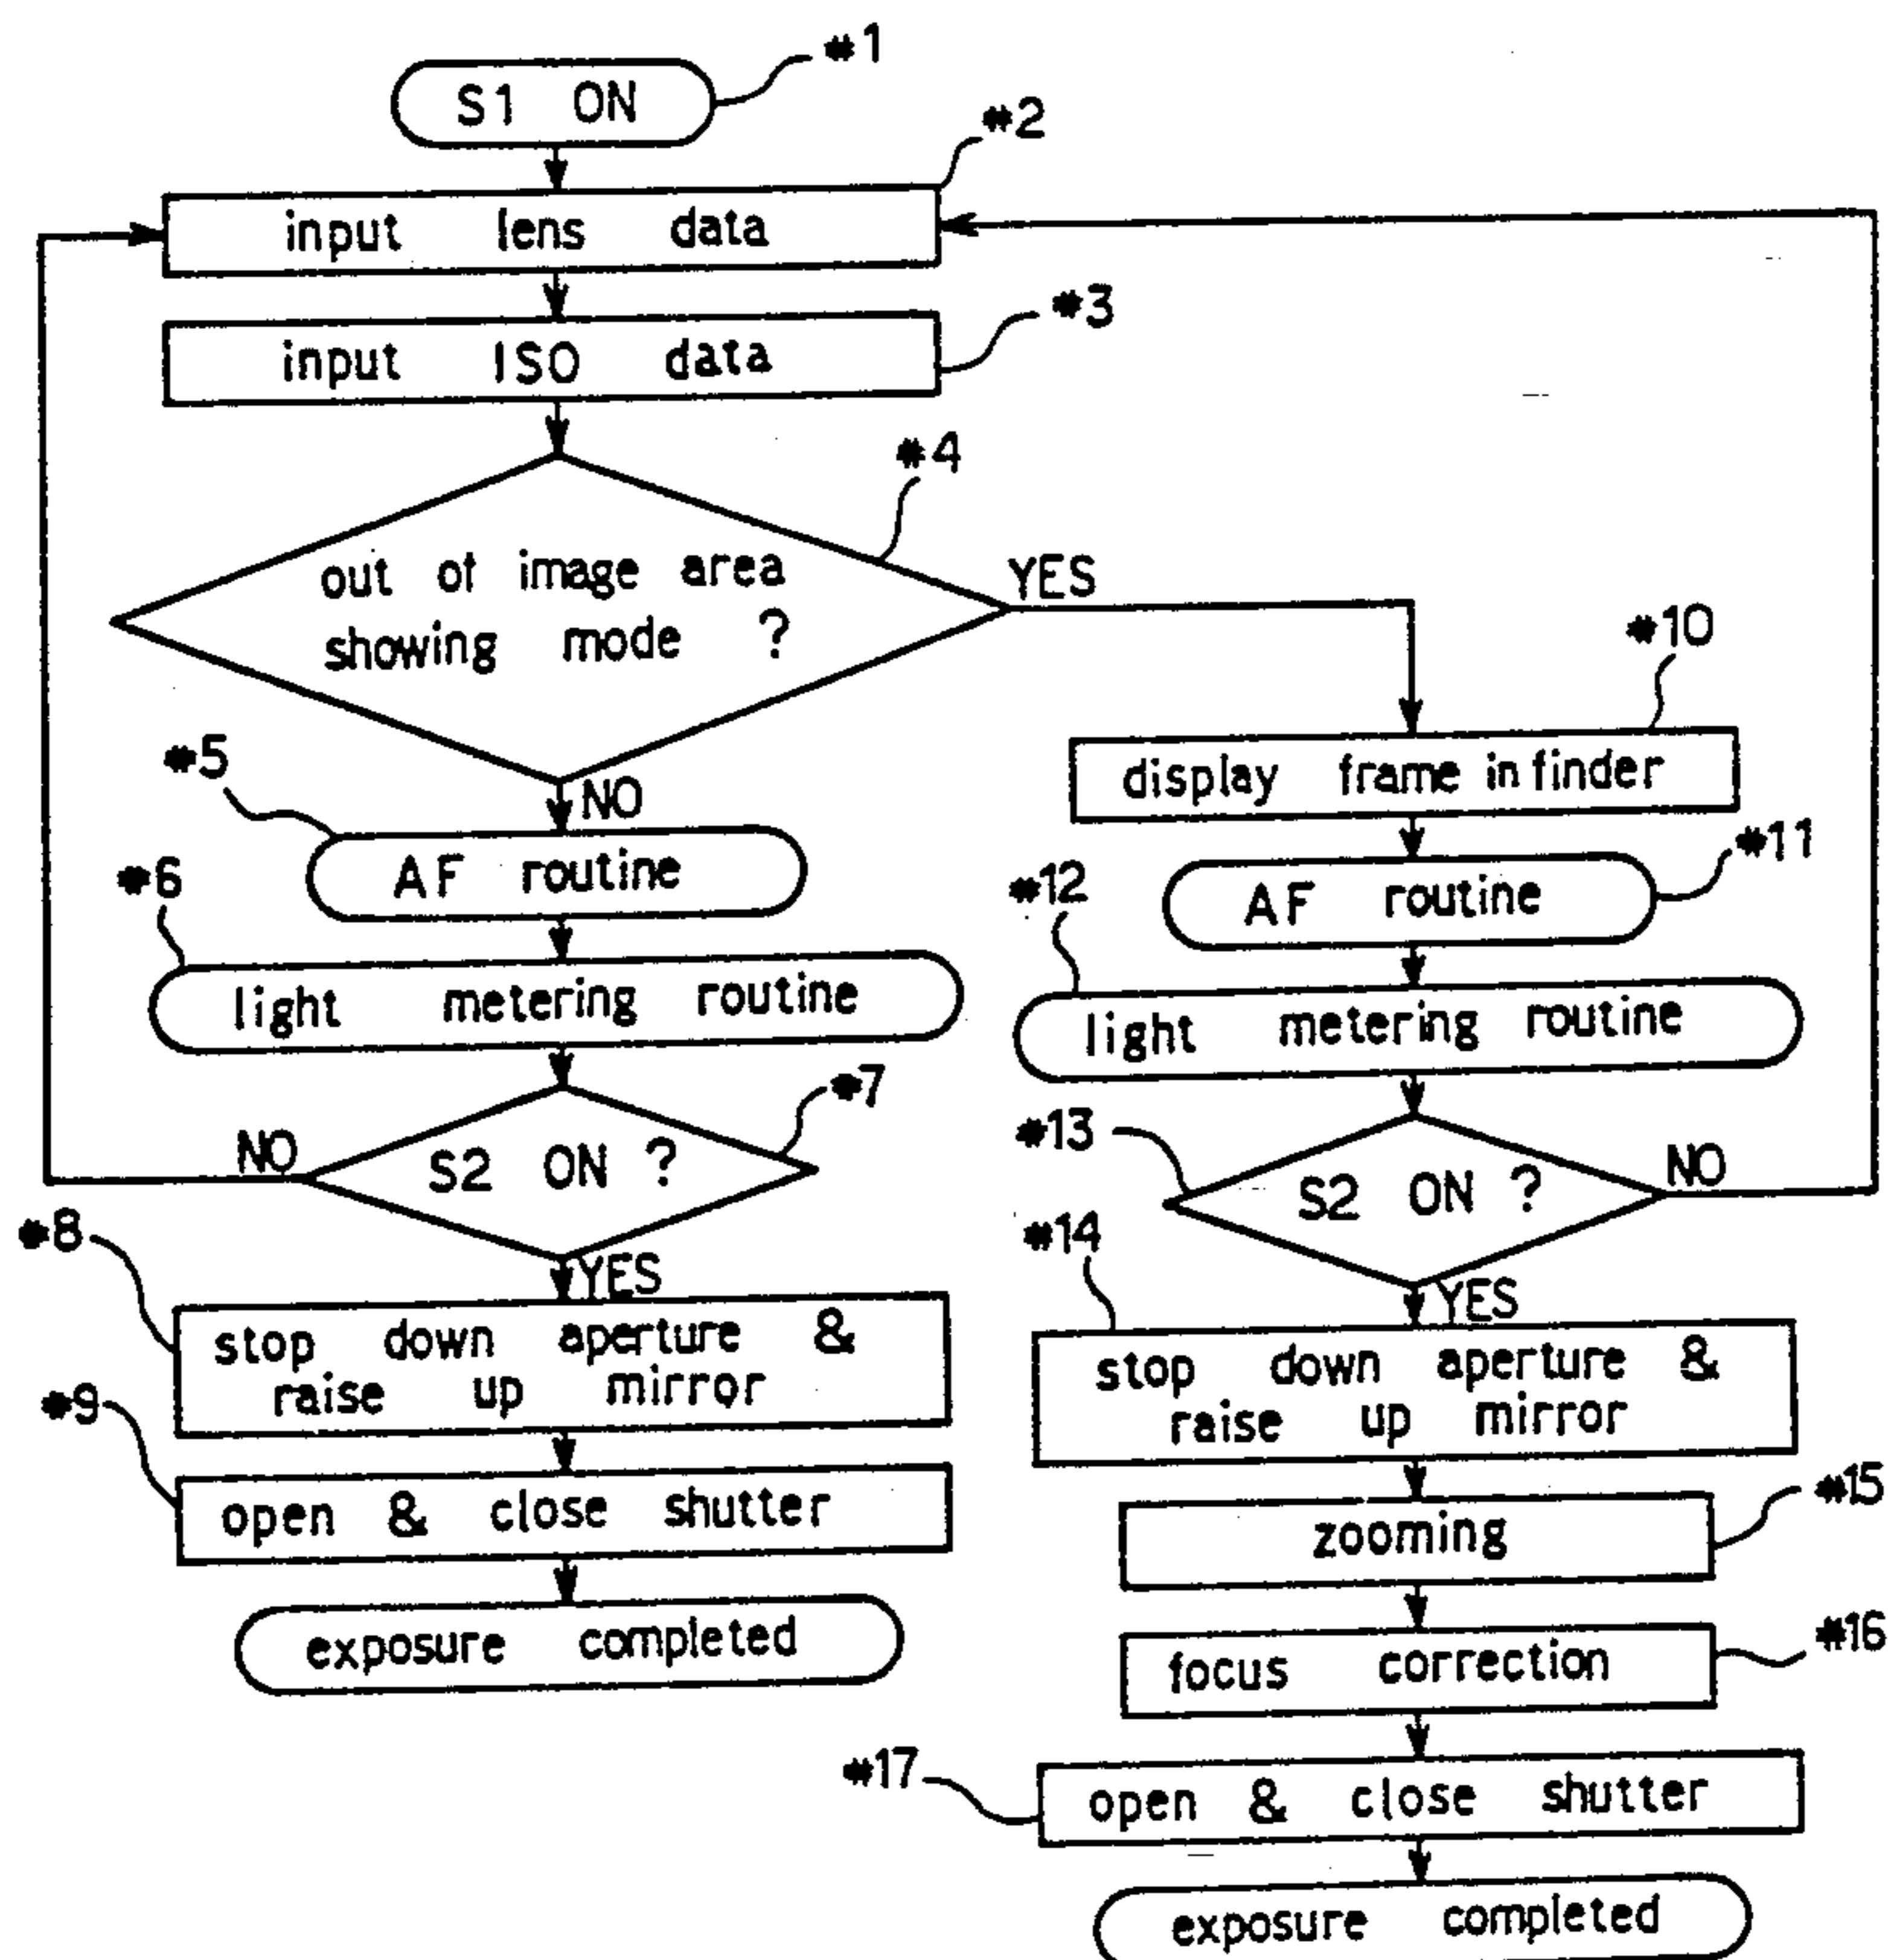 S1 ON
*1
*2
input lens data
*3
input ISO data
*4
out of image area
showing mode ?
YES
NO
*5
AF routine
*6
light metering routine
*7
S2 ON ?
NO
YES
*8
stop down aperture &
raise up mirror
*9
open & close shutter
exposure completed
*10
display frame in finder
*11
AF routine
*12
light metering routine
*13
S2 ON ?
NO
YES
*14
stop down aperture &
raise up mirror
*15
zooming
*16
focus correction
*17
open & close shutter
exposure completed